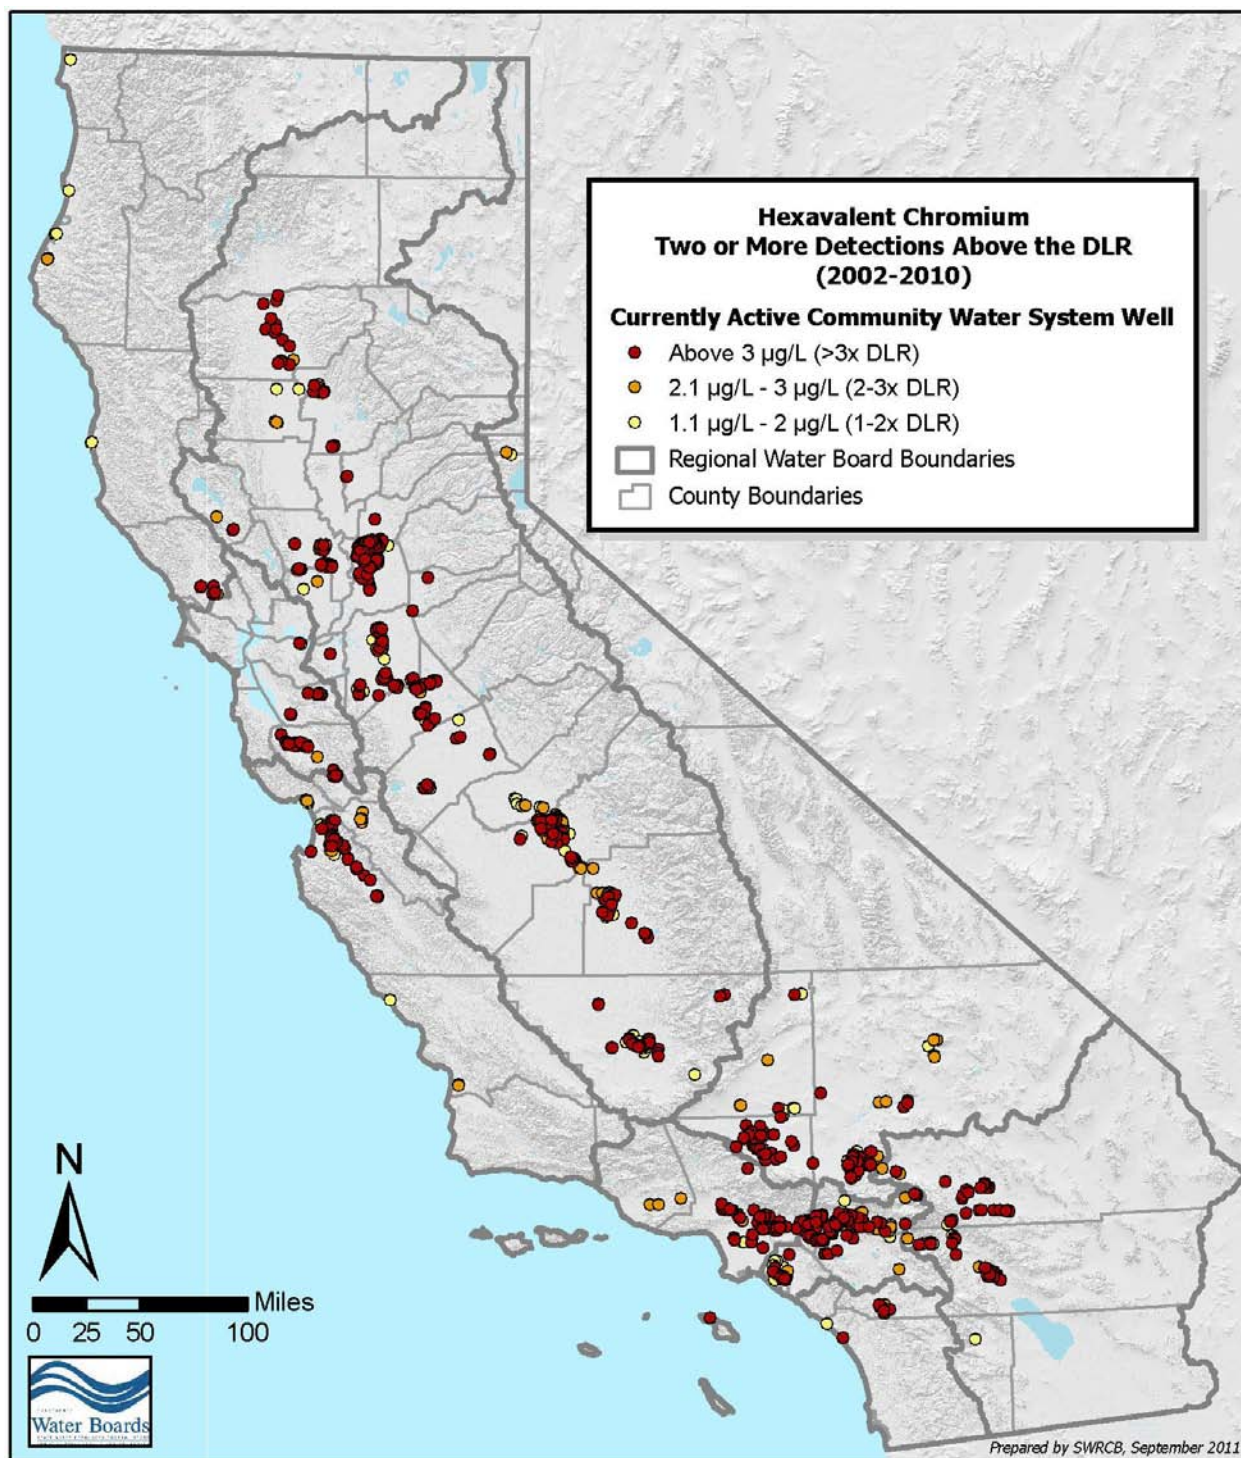 Hexavalent Chromium
Two or More Detections Above the DLR
(2002-2010)
Currently Active Community Water System Well
Above 3 µg/L (>3x DLR)
2.1 µg/L - 3 µg/L (2-3x DLR)
1.1 µg/L - 2 µg/L (1-2x DLR)
Regional Water Board Boundaries
County Boundaries
N
Miles
0 25 50 100
Water Boards
Prepared by SWRCB, September 2011